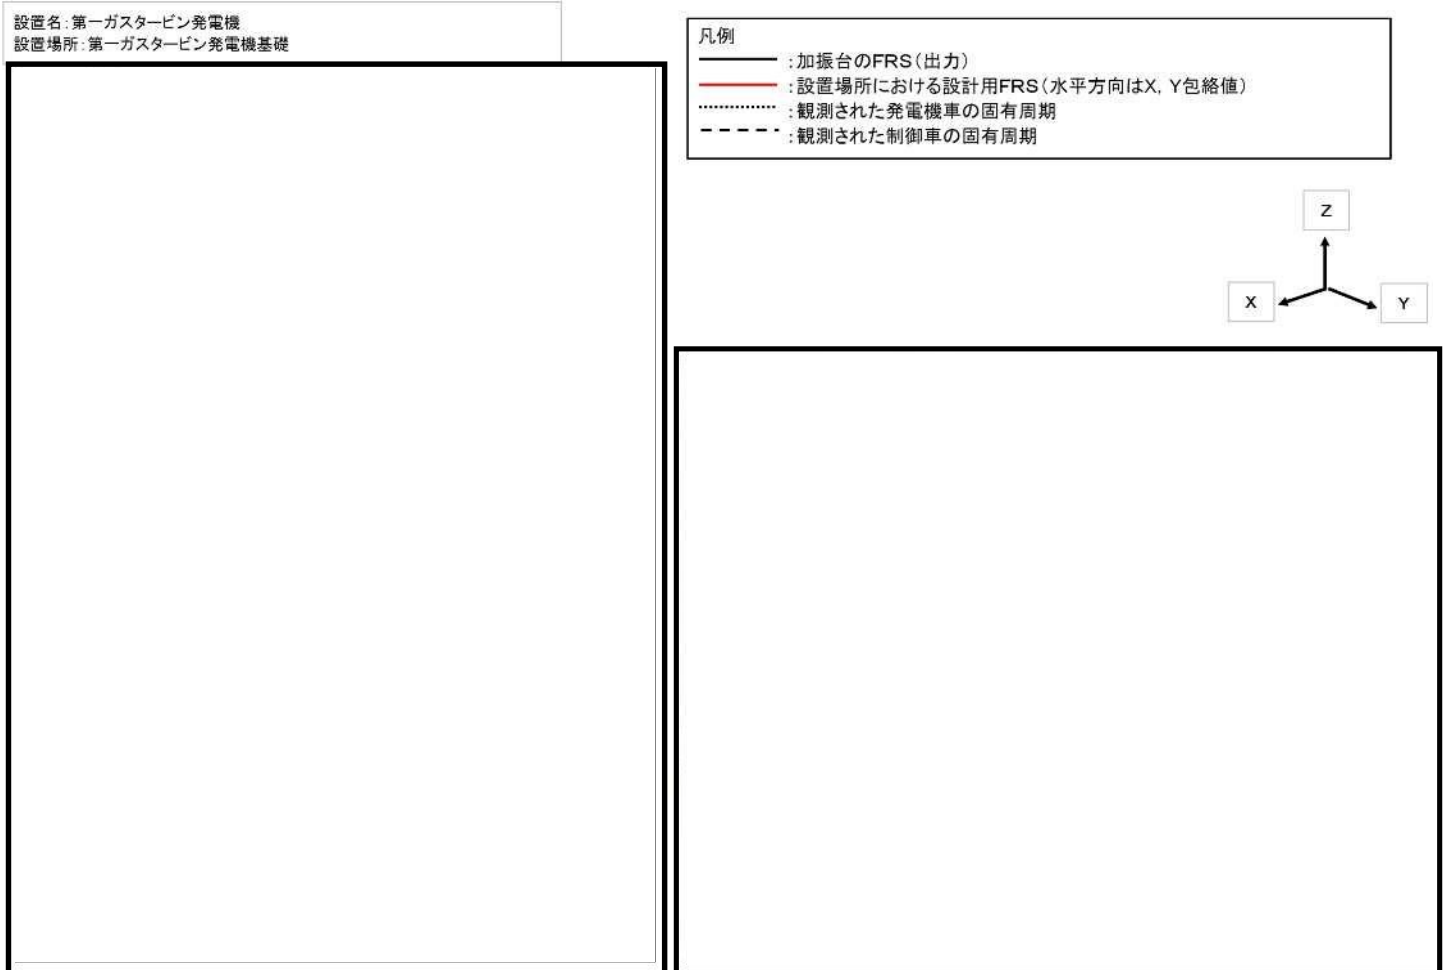 設置名：第一ガスタービン発電機
設置場所：第一ガスタービン発電機基礎
凡例
：加振台のFRS（出力）
：設置場所における設計用FRS（水平方向はX，Y包絡値）
：観測された発電機車の固有周期
：観測された制御車の固有周期
Z
X
Y